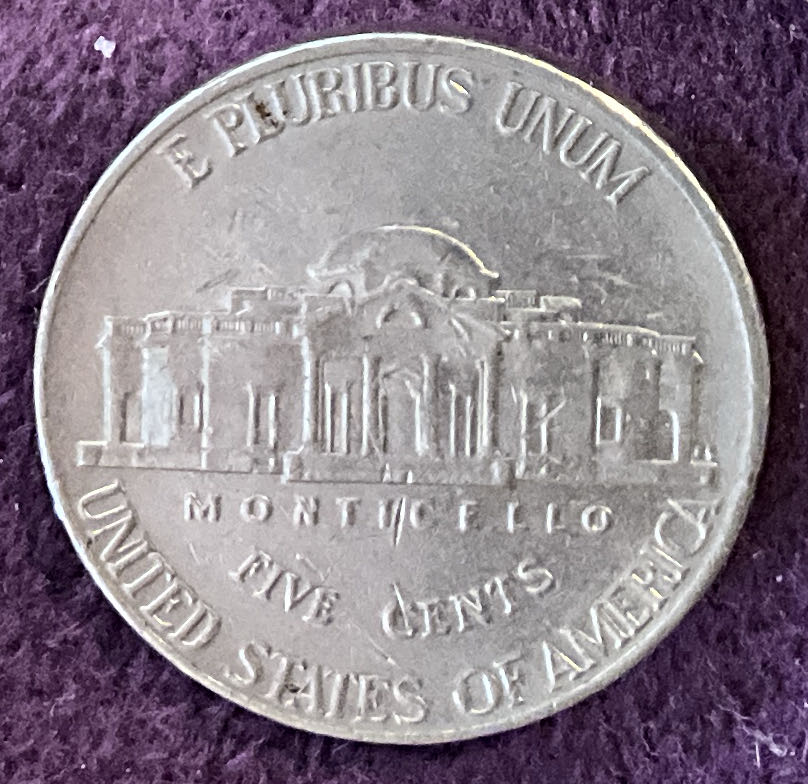 E PLURIBUS UNUM
MONTICELLO
FIVE CENTS
UNITED STATES OF AMERICA